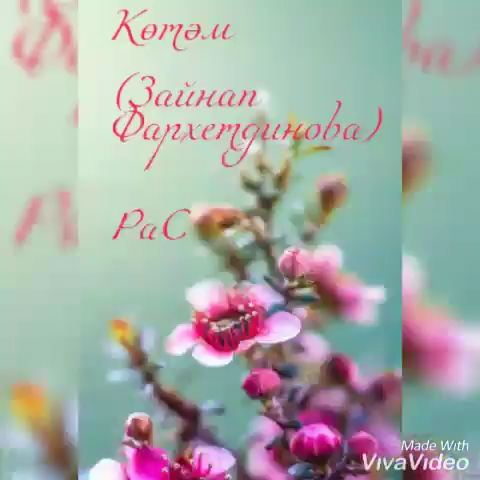 Көтәм
(Зайнап
Фархетдинова)
РаС
Made With
VivaVideo